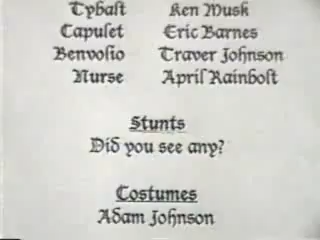 Tybalt Ken Musk
Capulet Eric Barnes
Benvolio Traver Johnson
Nurse April Rainbolt
Stunts
Did you see any?
Costumes
Adam Johnson